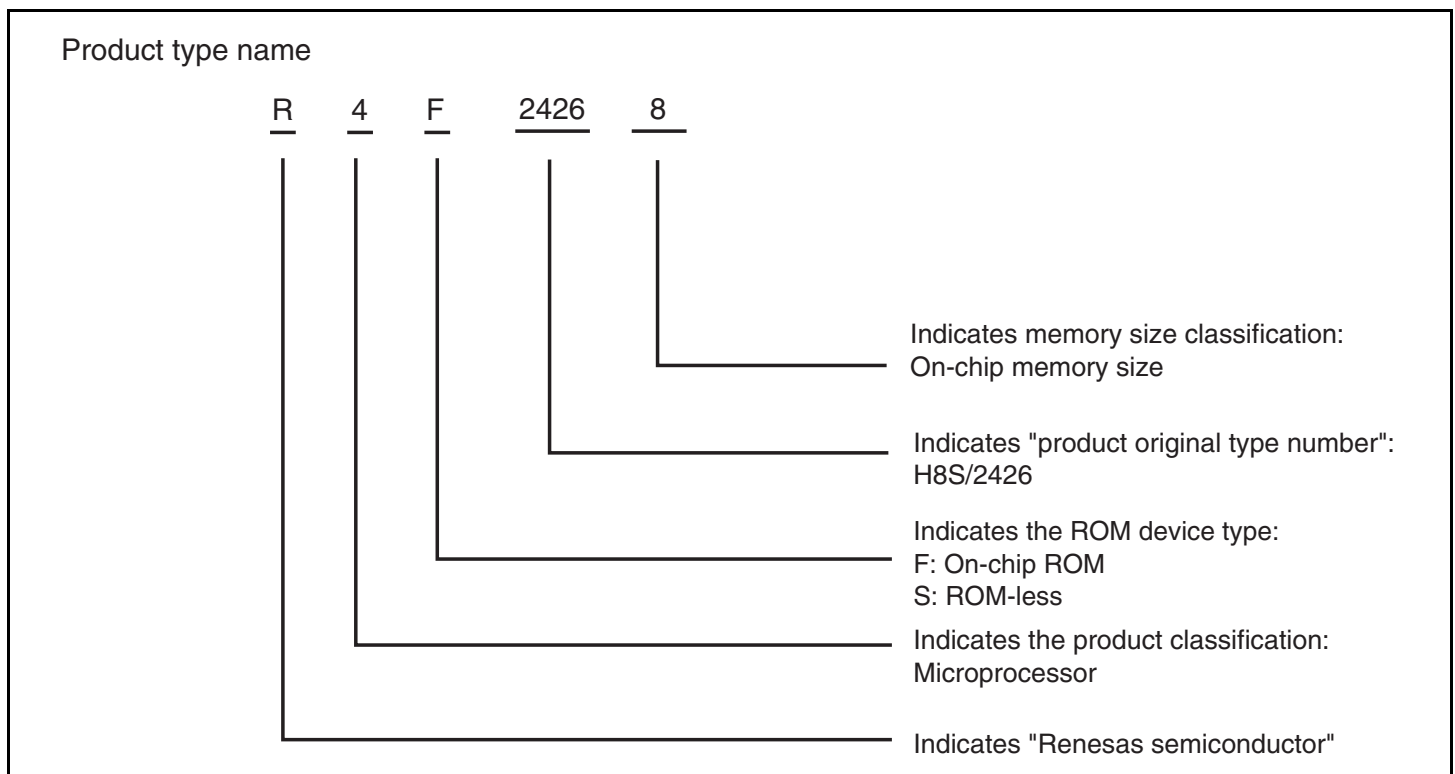 Product type name
R 4 F 2426 8
Indicates memory size classification:
On-chip memory size
Indicates "product original type number":
H8S/2426
Indicates the ROM device type:
F: On-chip ROM
S: ROM-less
Indicates the product classification:
Microprocessor
Indicates "Renesas semiconductor"